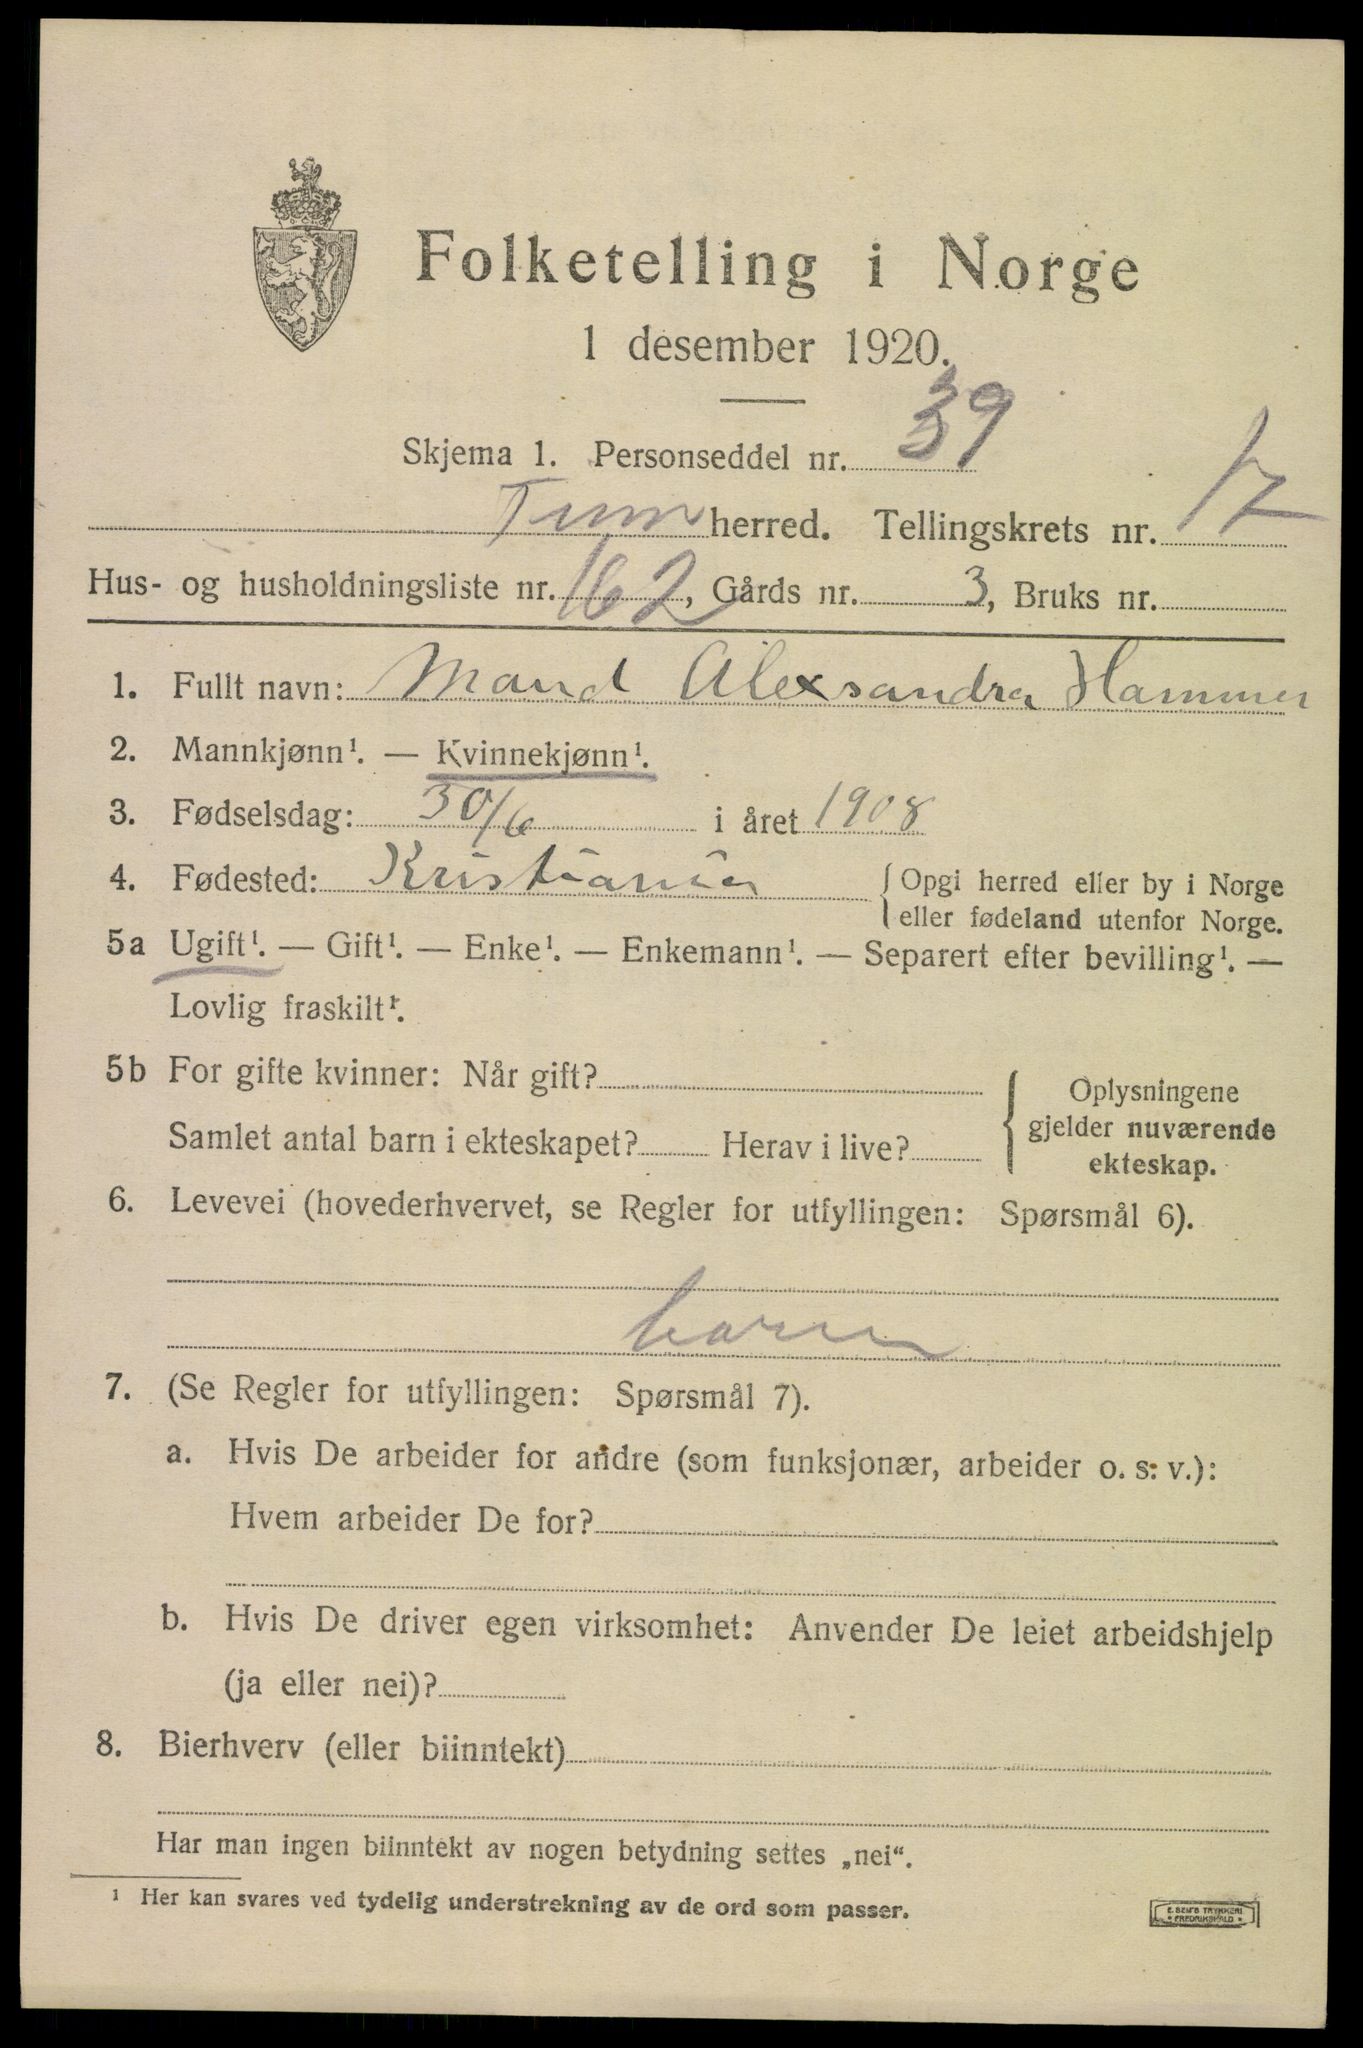 Folketelling i Norge
1 desember 1920.
Skjema 1. Personseddel nr. 39
Tune herred. Tellingskrets nr. 17
Hus- og husholdningsliste nr. 162, Gårds nr. 3, Bruks nr.
1. Fullt navn: Maud Alexsandra Hammer
2. Mannkjønn¹. — Kvinnekjønn¹.
3. Fødselsdag: 30/6 i året 1908
4. Fødested: Kristiania { Opgi herred eller by i Norge
eller fødeland utenfor Norge.
5a Ugift¹. — Gift¹. — Enke¹. — Enkemann¹. — Separert efter bevilling¹. —
Lovlig fraskilt¹.
5b For gifte kvinner: Når gift? { Oplysningene
Samlet antal barn i ekteskapet? Herav i live? gjelder nuværende
ekteskap.
6. Levevei (hovederhvervet, se Regler for utfyllingen: Spørsmål 6).
barn
7. (Se Regler for utfyllingen: Spørsmål 7).
a. Hvis De arbeider for andre (som funksjonær, arbeider o. s. v.):
Hvem arbeider De for?
b. Hvis De driver egen virksomhet: Anvender De leiet arbeidshjelp
(ja eller nei)?
8. Bierhverv (eller biinntekt)
Har man ingen biinntekt av nogen betydning settes „nei“.
¹ Her kan svares ved tydelig understrekning av de ord som passer.
E. SEM'S TRYKKERI
* FREDRIKSHALD *